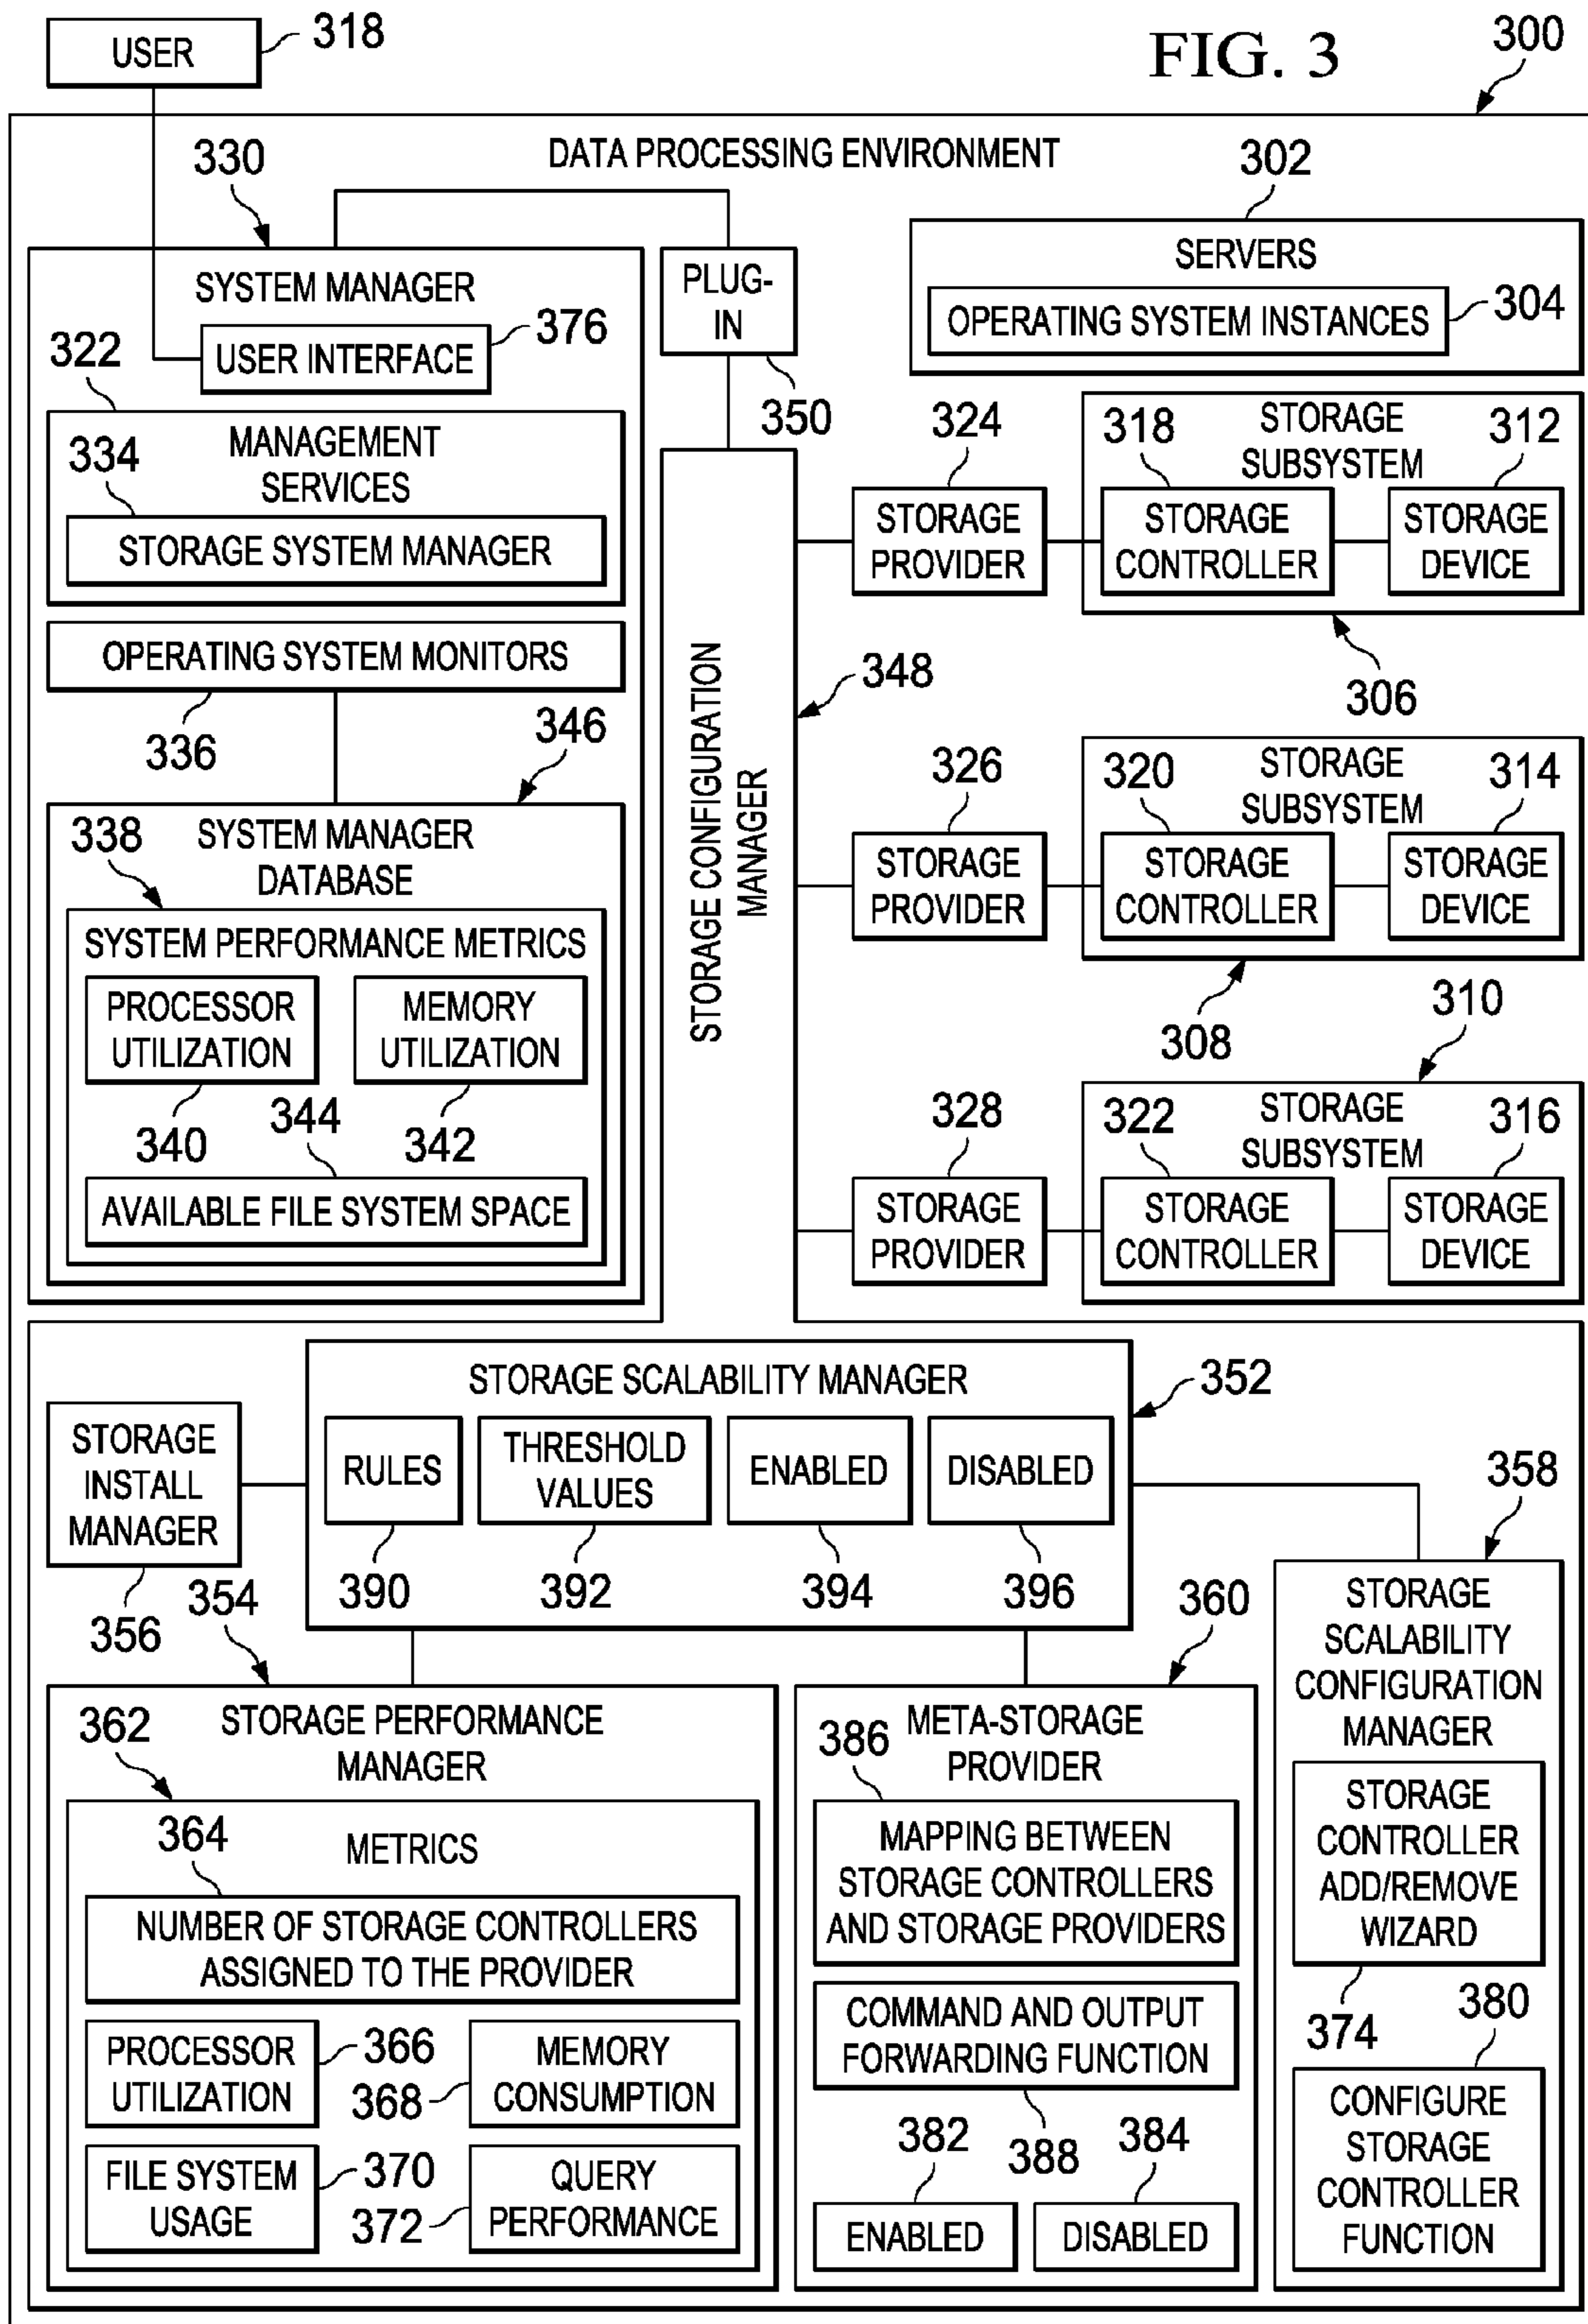 USER
318
FIG. 3
300
DATA PROCESSING ENVIRONMENT
330
302
SYSTEM MANAGER
PLUG-
IN
SERVERS
OPERATING SYSTEM INSTANCES
304
322
USER INTERFACE
376
350
334
MANAGEMENT
SERVICES
STORAGE SYSTEM MANAGER
324
STORAGE
PROVIDER
318
STORAGE
SUBSYSTEM
312
STORAGE
CONTROLLER
STORAGE
DEVICE
306
OPERATING SYSTEM MONITORS
336
346
STORAGE CONFIGURATION
MANAGER
348
326
STORAGE
PROVIDER
320
STORAGE
SUBSYSTEM
314
STORAGE
CONTROLLER
STORAGE
DEVICE
308
338
SYSTEM MANAGER
DATABASE
SYSTEM PERFORMANCE METRICS
PROCESSOR
UTILIZATION
MEMORY
UTILIZATION
340
344
342
AVAILABLE FILE SYSTEM SPACE
310
328
STORAGE
PROVIDER
322
STORAGE
SUBSYSTEM
316
STORAGE
CONTROLLER
STORAGE
DEVICE
STORAGE SCALABILITY MANAGER
352
STORAGE
INSTALL
MANAGER
RULES
THRESHOLD
VALUES
ENABLED
DISABLED
358
356
354
390
392
394
396
360
362
STORAGE PERFORMANCE
MANAGER
364
METRICS
NUMBER OF STORAGE CONTROLLERS
ASSIGNED TO THE PROVIDER
PROCESSOR
UTILIZATION
366
368
MEMORY
CONSUMPTION
FILE SYSTEM
USAGE
370
372
QUERY
PERFORMANCE
386
META-STORAGE
PROVIDER
MAPPING BETWEEN
STORAGE CONTROLLERS
AND STORAGE PROVIDERS
COMMAND AND OUTPUT
FORWARDING FUNCTION
382
388
384
ENABLED
DISABLED
STORAGE
SCALABILITY
CONFIGURATION
MANAGER
STORAGE
CONTROLLER
ADD/REMOVE
WIZARD
374
380
CONFIGURE
STORAGE
CONTROLLER
FUNCTION